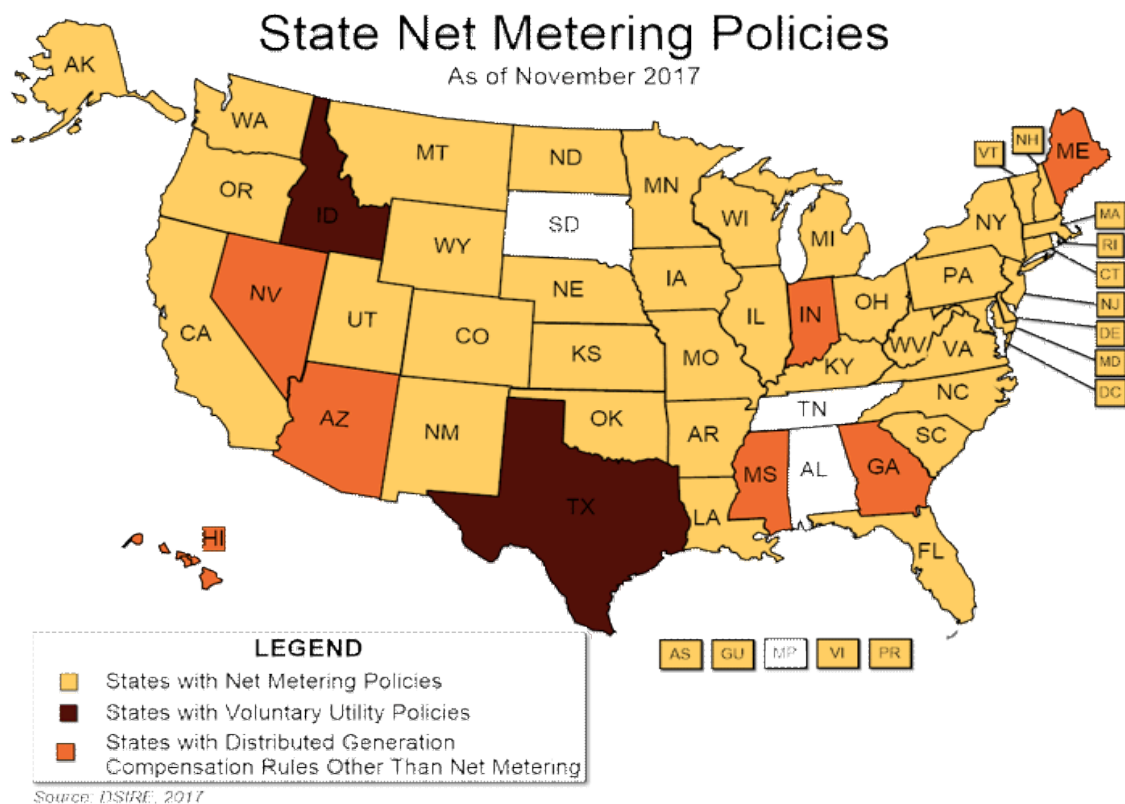 State Net Metering Policies
As of November 2017
AK
WA
MT
ND
MN
VT
NH
ME
OR
ID
SD
WI
MI
NY
MA
WY
RI
IA
PA
CT
NV
NE
OH
NJ
UT
IL
IN
CA
CO
WV
VA
DE
KS
MO
KY
MD
NC
DC
TN
AZ
NM
OK
AR
SC
MS
AL
GA
TX
LA
HI
FL
AS
GU
MP
VI
PR
LEGEND
States with Net Metering Policies
States with Voluntary Utility Policies
States with Distributed Generation
Compensation Rules Other Than Net Metering
Source: DSIRE, 2017